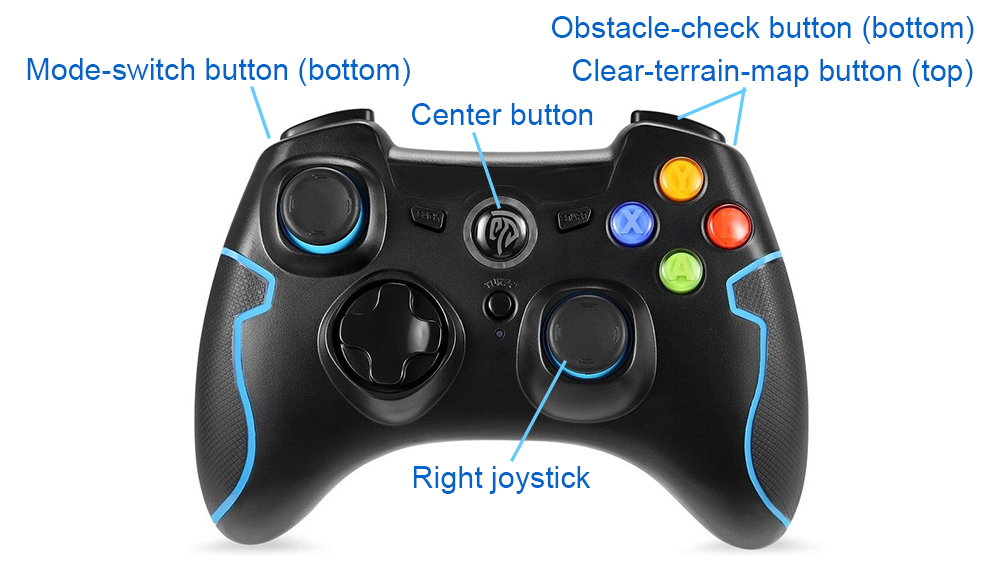 Obstacle-check button (bottom)
Mode-switch button (bottom)
Clear-terrain-map button (top)
Center button
Y
X
BACK
START
A
TURBO
Right joystick